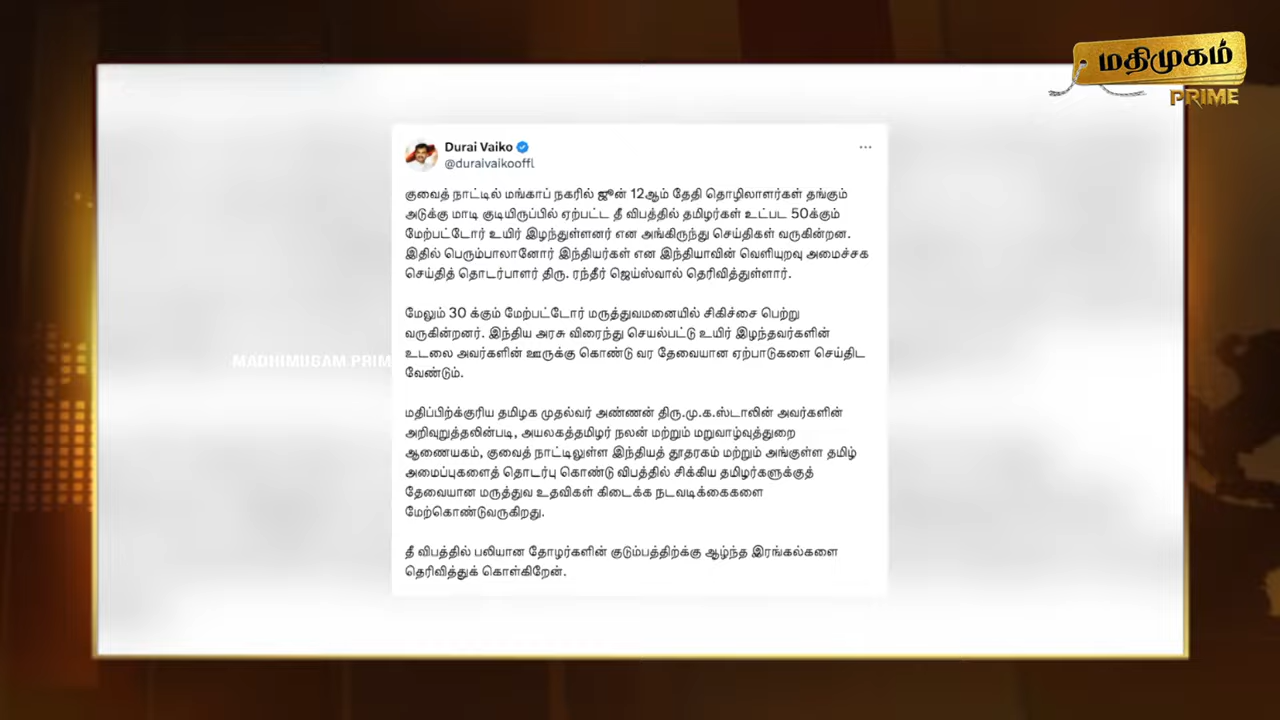 மதிமுகம்
PRIME
Durai Vaiko
@duraivaikooffl
குவைத் நாட்டில் மங்காப் நகரில் ஜூன் 12ஆம் தேதி தொழிலாளர்கள் தங்கும்
அடுக்கு மாடி குடியிருப்பில் ஏற்பட்ட தீ விபத்தில் தமிழர்கள் உட்பட 50க்கும்
மேற்பட்டோர் உயிர் இழந்துள்ளனர் என அங்கிருந்து செய்திகள் வருகின்றன.
இதில் பெரும்பாலானோர் இந்தியர்கள் என இந்தியாவின் வெளியுறவு அமைச்சக
செய்தித் தொடர்பாளர் திரு. ரந்தீர் ஜெய்ஸ்வால் தெரிவித்துள்ளார்.
மேலும் 30 க்கும் மேற்பட்டோர் மருத்துவமனையில் சிகிச்சை பெற்று
வருகின்றனர். இந்திய அரசு விரைந்து செயல்பட்டு உயிர் இழந்தவர்களின்
உடலை அவர்களின் ஊருக்கு கொண்டு வர தேவையான ஏற்பாடுகளை செய்திட
வேண்டும்.
MADHIMUGAM PRIM
மதிப்பிற்க்குரிய தமிழக முதல்வர் அண்ணன் திரு.மு.க.ஸ்டாலின் அவர்களின்
அறிவுறுத்தலின்படி, அயலகத்தமிழர் நலன் மற்றும் மறுவாழ்வுத்துறை
ஆணையகம், குவைத் நாட்டிலுள்ள இந்தியத் தூதரகம் மற்றும் அங்குள்ள தமிழ்
அமைப்புகளைத் தொடர்பு கொண்டு விபத்தில் சிக்கிய தமிழர்களுக்குத்
தேவையான மருத்துவ உதவிகள் கிடைக்க நடவடிக்கைகளை
மேற்கொண்டுவருகிறது.
தீ விபத்தில் பலியான தோழர்களின் குடும்பத்திற்க்கு ஆழ்ந்த இரங்கல்களை
தெரிவித்துக் கொள்கிறேன்.